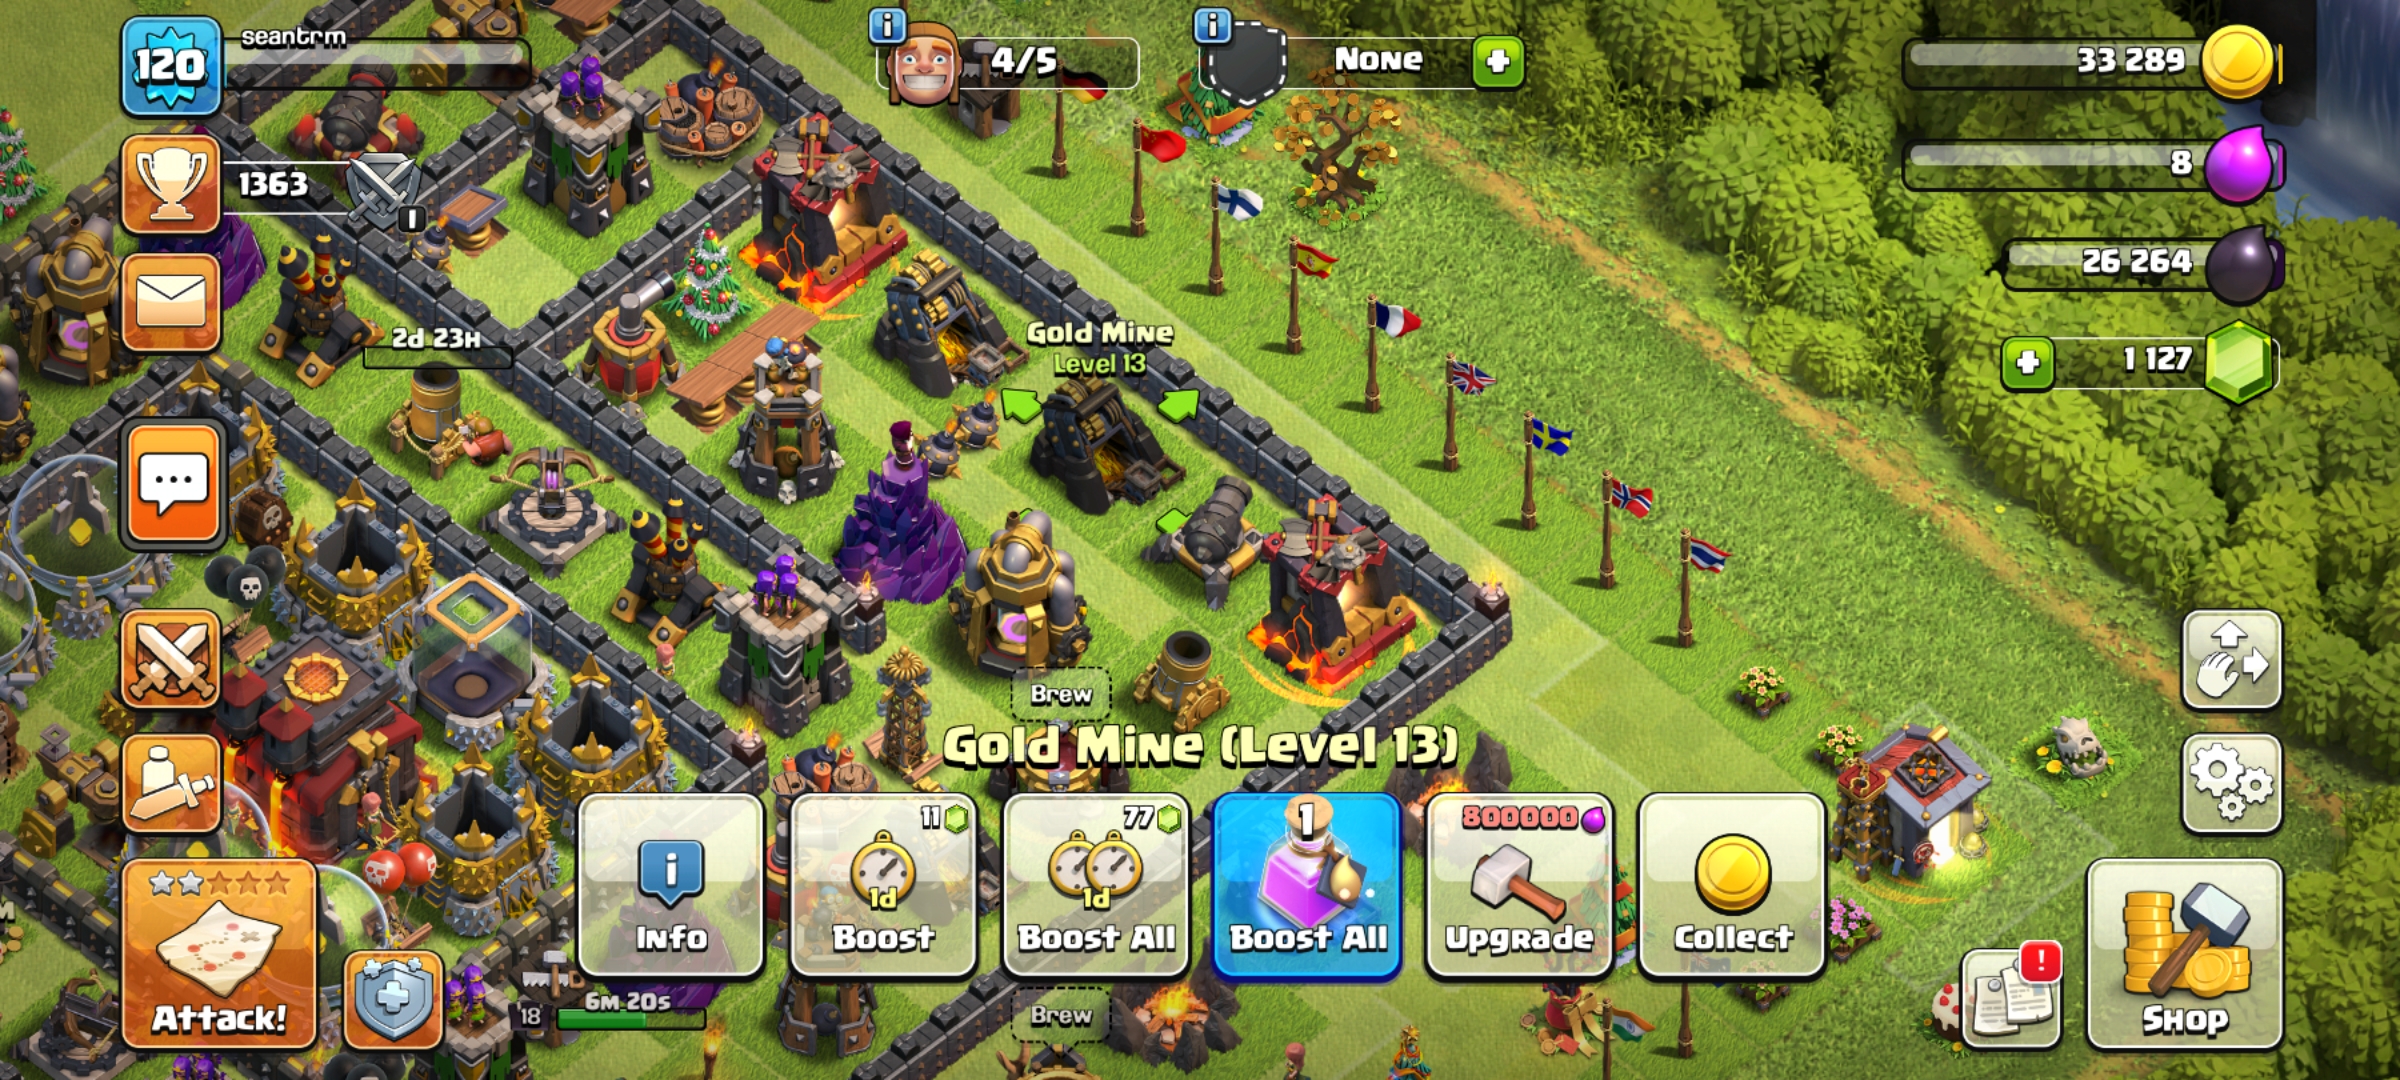 120
seantrm
4/5
None
33 289
1363
I
8
26 264
1 127
2d 23h
Gold Mine
Level 13
Brew
Gold Mine (Level 13)
Info
11
1d
Boost
77
1d
Boost All
1
Boost All
800000
Upgrade
Collect
Attack!
18
6m 20s
Brew
!
Shop